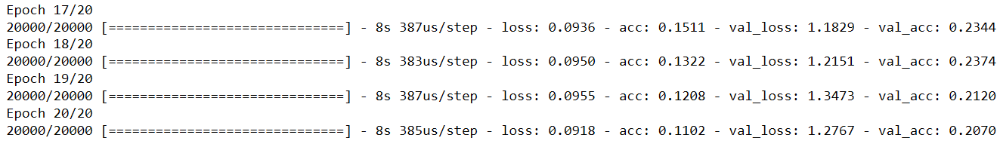 Epoch 17/20
20000/20000 [==============================] - 8s 387us/step - loss: 0.0936 - acc: 0.1511 - val_loss: 1.1829 - val_acc: 0.2344
Epoch 18/20
20000/20000 [==============================] - 8s 383us/step - loss: 0.0950 - acc: 0.1322 - val_loss: 1.2151 - val_acc: 0.2374
Epoch 19/20
20000/20000 [==============================] - 8s 387us/step - loss: 0.0955 - acc: 0.1208 - val_loss: 1.3473 - val_acc: 0.2120
Epoch 20/20
20000/20000 [==============================] - 8s 385us/step - loss: 0.0918 - acc: 0.1102 - val_loss: 1.2767 - val_acc: 0.2070